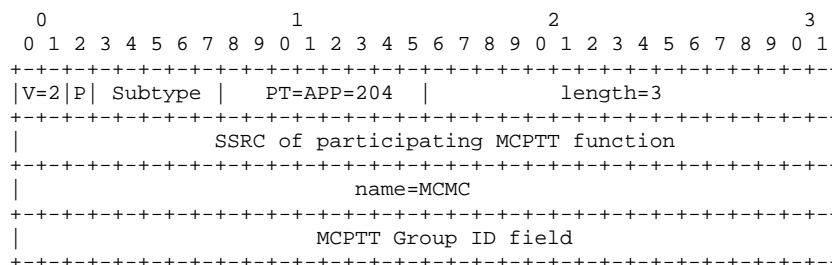 0                   1                   2                   3
0 1 2 3 4 5 6 7 8 9 0 1 2 3 4 5 6 7 8 9 0 1 2 3 4 5 6 7 8 9 0 1
+-+-+-+-+-+-+-+-+-+-+-+-+-+-+-+-+-+-+-+-+-+-+-+-+-+-+-+-+-+-+-+-
|V=2|P| Subtype |   PT=APP=204  |          length=3
+-+-+-+-+-+-+-+-+-+-+-+-+-+-+-+-+-+-+-+-+-+-+-+-+-+-+-+-+-+-+-+-
|               SSRC of participating MCPTT function
+-+-+-+-+-+-+-+-+-+-+-+-+-+-+-+-+-+-+-+-+-+-+-+-+-+-+-+-+-+-+-+-
|                          name=MCMC
+-+-+-+-+-+-+-+-+-+-+-+-+-+-+-+-+-+-+-+-+-+-+-+-+-+-+-+-+-+-+-+-
|                       MCPTT Group ID field
+-+-+-+-+-+-+-+-+-+-+-+-+-+-+-+-+-+-+-+-+-+-+-+-+-+-+-+-+-+-+-+-